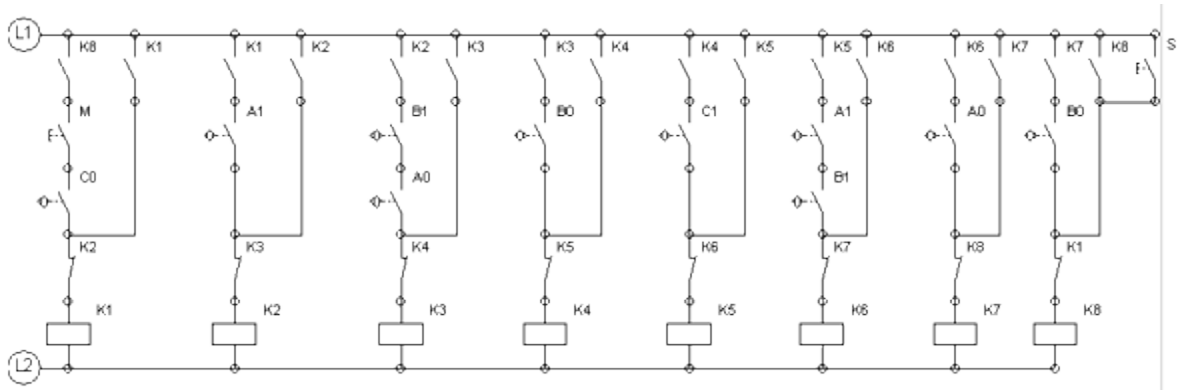 L1
K8 K1 K1 K2 K2 K3 K3 K4 K4 K5 K5 K6 K6 K7 K7 K8 S
M A1 B1 B0 C1 A1 A0 B0
C0 A0 B1
K2 K3 K4 K5 K6 K7 K8 K1
K1 K2 K3 K4 K5 K6 K7 K8
L2